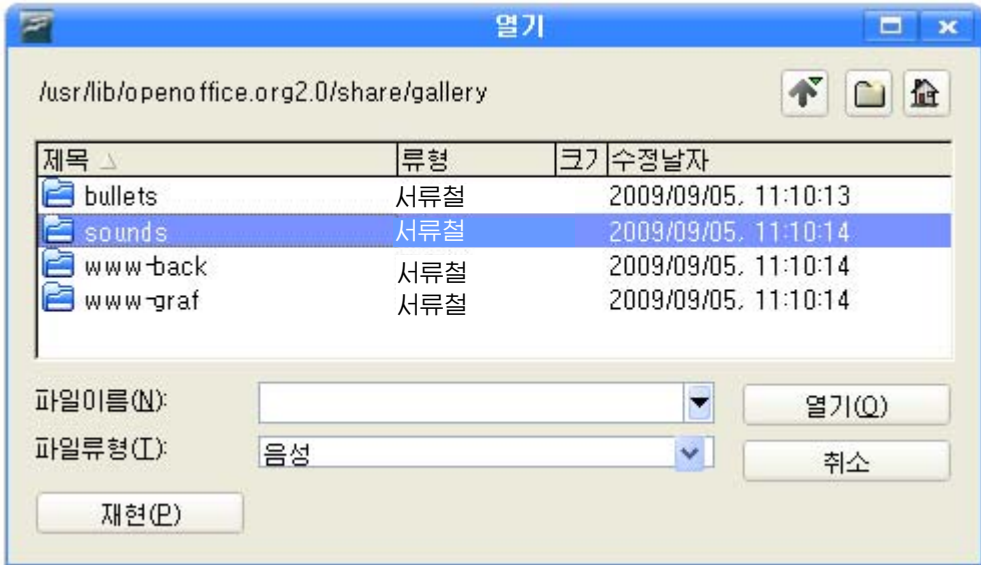 열기
/usr/lib/openoffice.org2.0/share/gallery
제목 류형 크기 수정날자
bullets 서류철 2009/09/05, 11:10:13
sounds 서류철 2009/09/05, 11:10:14
www-back 서류철 2009/09/05, 11:10:14
www-graf 서류철 2009/09/05, 11:10:14
파일이름(N): 열기(O)
파일류형(T): 음성 취소
재현(P)